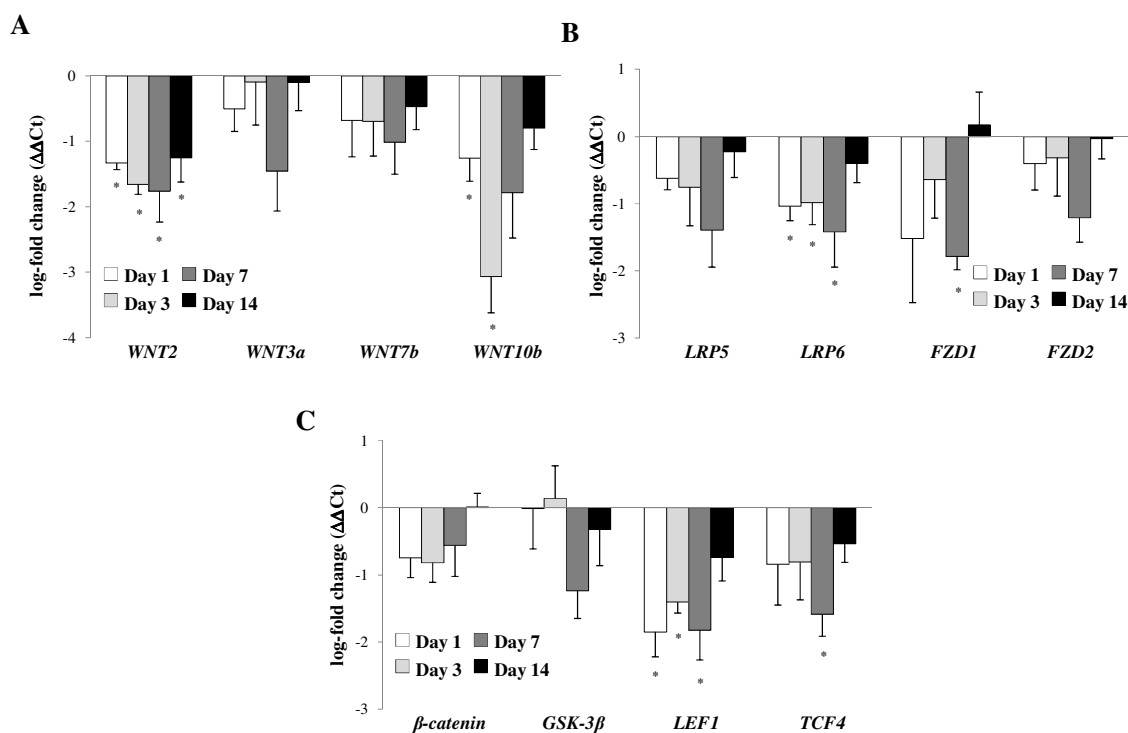 A
log-fold change (ΔΔCt)
0
-1
-2
-3
-4
* * * * * *
Day 1 Day 7
Day 3 Day 14
WNT2 WNT3a WNT7b WNT10b
B
log-fold change (ΔΔCt)
1
0
-1
-2
-3
* * * *
Day 1 Day 7
Day 3 Day 14
LRP5 LRP6 FZD1 FZD2
C
log-fold change (ΔΔCt)
1
0
-1
-2
-3
* * * *
Day 1 Day 7
Day 3 Day 14
β-catenin GSK-3β LEF1 TCF4